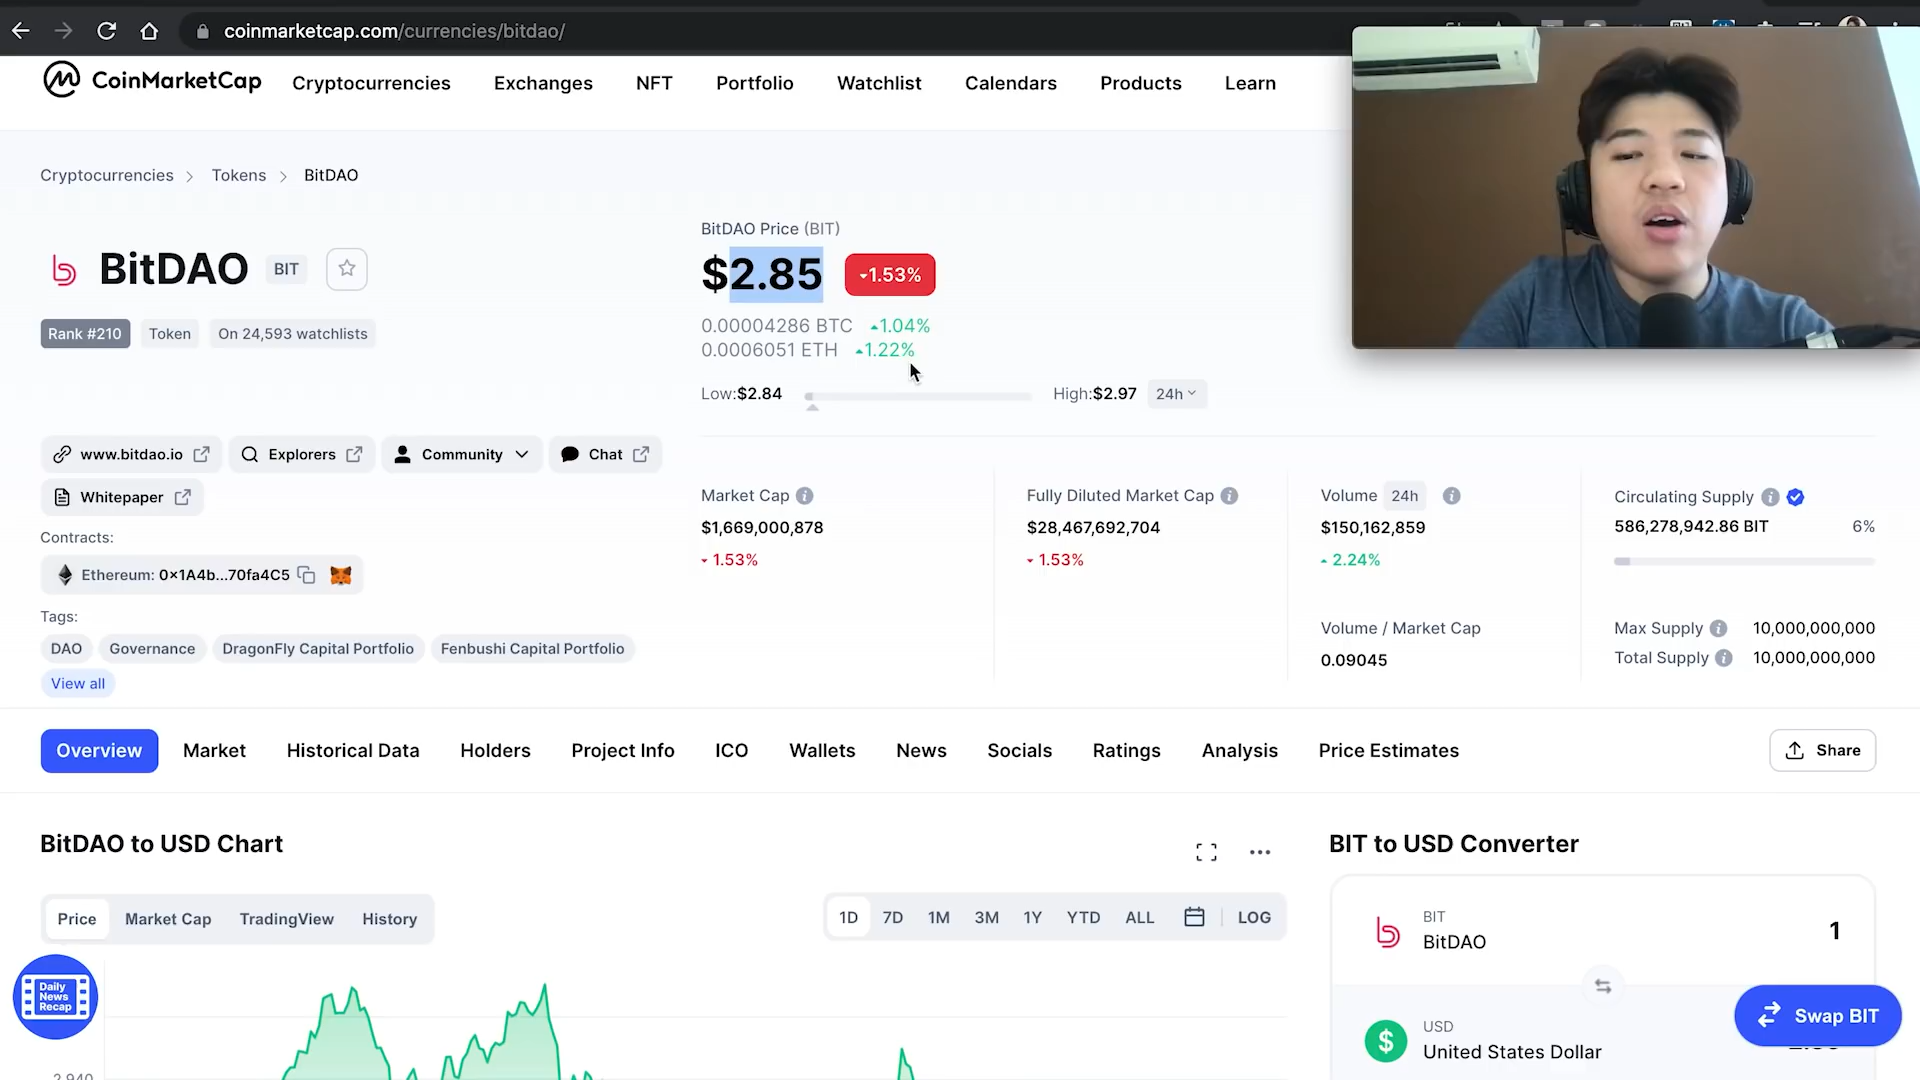 coinmarketcap.com/currencies/bitdao/
CoinMarketCap
Cryptocurrencies
Exchanges
NFT
Portfolio
Watchlist
Calendars
Products
Learn
Cryptocurrencies
Tokens
BitDAO
BitDAO
BIT
Rank #210
Token
On 24,593 watchlists
www.bitdao.io
Explorers
Community
Chat
Whitepaper
Contracts:
Ethereum: 0x1A4b...70fa4C5
Tags:
DAO
Governance
DragonFly Capital Portfolio
Fenbushi Capital Portfolio
View all
BitDAO Price (BIT)
$2.85
1.53%
0.00004286 BTC
1.04%
0.0006051 ETH
1.22%
Low:$2.84
High:$2.97
24h
Market Cap
$1,669,000,878
1.53%
Fully Diluted Market Cap
$28,467,692,704
1.53%
Volume
24h
$150,162,859
2.24%
Volume / Market Cap
0.09045
Circulating Supply
586,278,942.86 BIT
6%
Max Supply
10,000,000,000
Total Supply
10,000,000,000
Overview
Market
Historical Data
Holders
Project Info
ICO
Wallets
News
Socials
Ratings
Analysis
Price Estimates
Share
BitDAO to USD Chart
Price
Market Cap
TradingView
History
1D
7D
1M
3M
1Y
YTD
ALL
LOG
Daily
News
Recap
2.940
BIT to USD Converter
BIT
BitDAO
1
USD
United States Dollar
Swap BIT